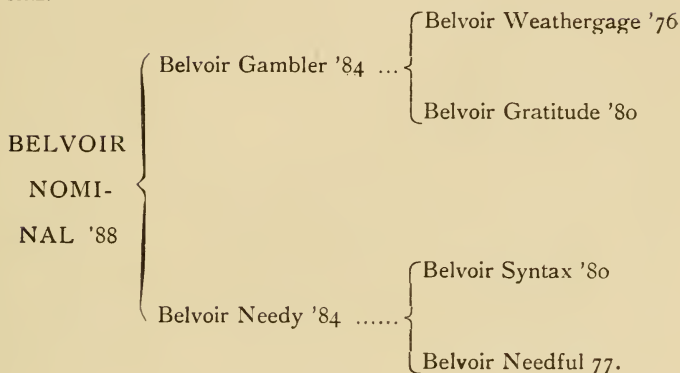 Belvoir Weathergage '76
Belvoir Gambler '84 ...
Belvoir Gratitude '80
BELVOIR
NOMI-
NAL '88
Belvoir Syntax '80
Belvoir Needy '84 ......
Belvoir Needful 77.